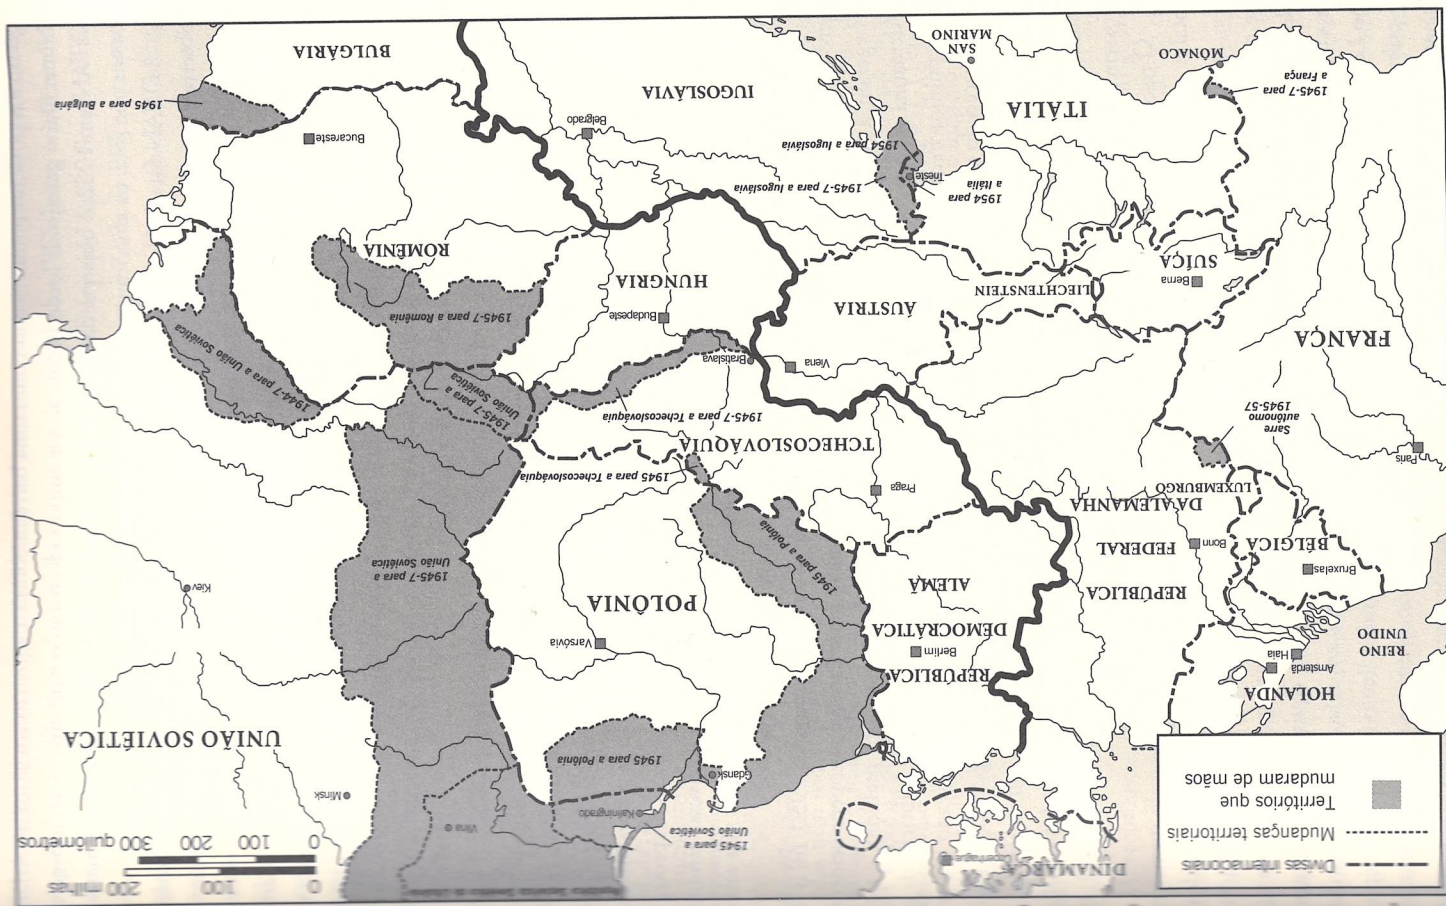 DINAMARCA
Copenhague
Divisas internacionais
Mudanças territoriais
Territórios que
mudaram de mãos
0 100 200 milhas
0 100 200 300 quilômetros
1945 para a
União Soviética
Kaliningrado
Vilna
Minsk
Gdansk
1945 para a Polónia
UNIÃO SOVIÉTICA
HOLANDA
Amsterdã
Haia
REINO
UNIDO
REPÚBLICA
DEMOCRÁTICA
ALEMÃ
Berlim
Varsóvia
POLÓNIA
1945 para a Polónia
Kiev
1945-7 para a
União Soviética
Bruxelas
BÉLGICA
Bonn
REPÚBLICA
FEDERAL
DA ALEMANHA
LUXEMBURGO
Praga
Paris
Sarre
autônomo
1945-57
TCHECOSLOVÁQUIA
1945 para a Tchecoslováquia
1945-7 para a Tchecoslováquia
1945-7 para a
União Soviética
1944-7 para a União Soviética
FRANÇA
Viena
Bratislava
Budapeste
1945-7 para a Romênia
Berna
SUÍÇA
LIECHTENSTEIN
ÁUSTRIA
HUNGRIA
ROMÊNIA
1954 para
a Itália
Trieste
1945-7 para a Iugoslávia
1954 para a Iugoslávia
Belgrado
Bucareste
1945-7 para
a França
MÔNACO
ITÁLIA
IUGOSLÁVIA
1945 para a Bulgária
SAN
MARINO
BULGÁRIA